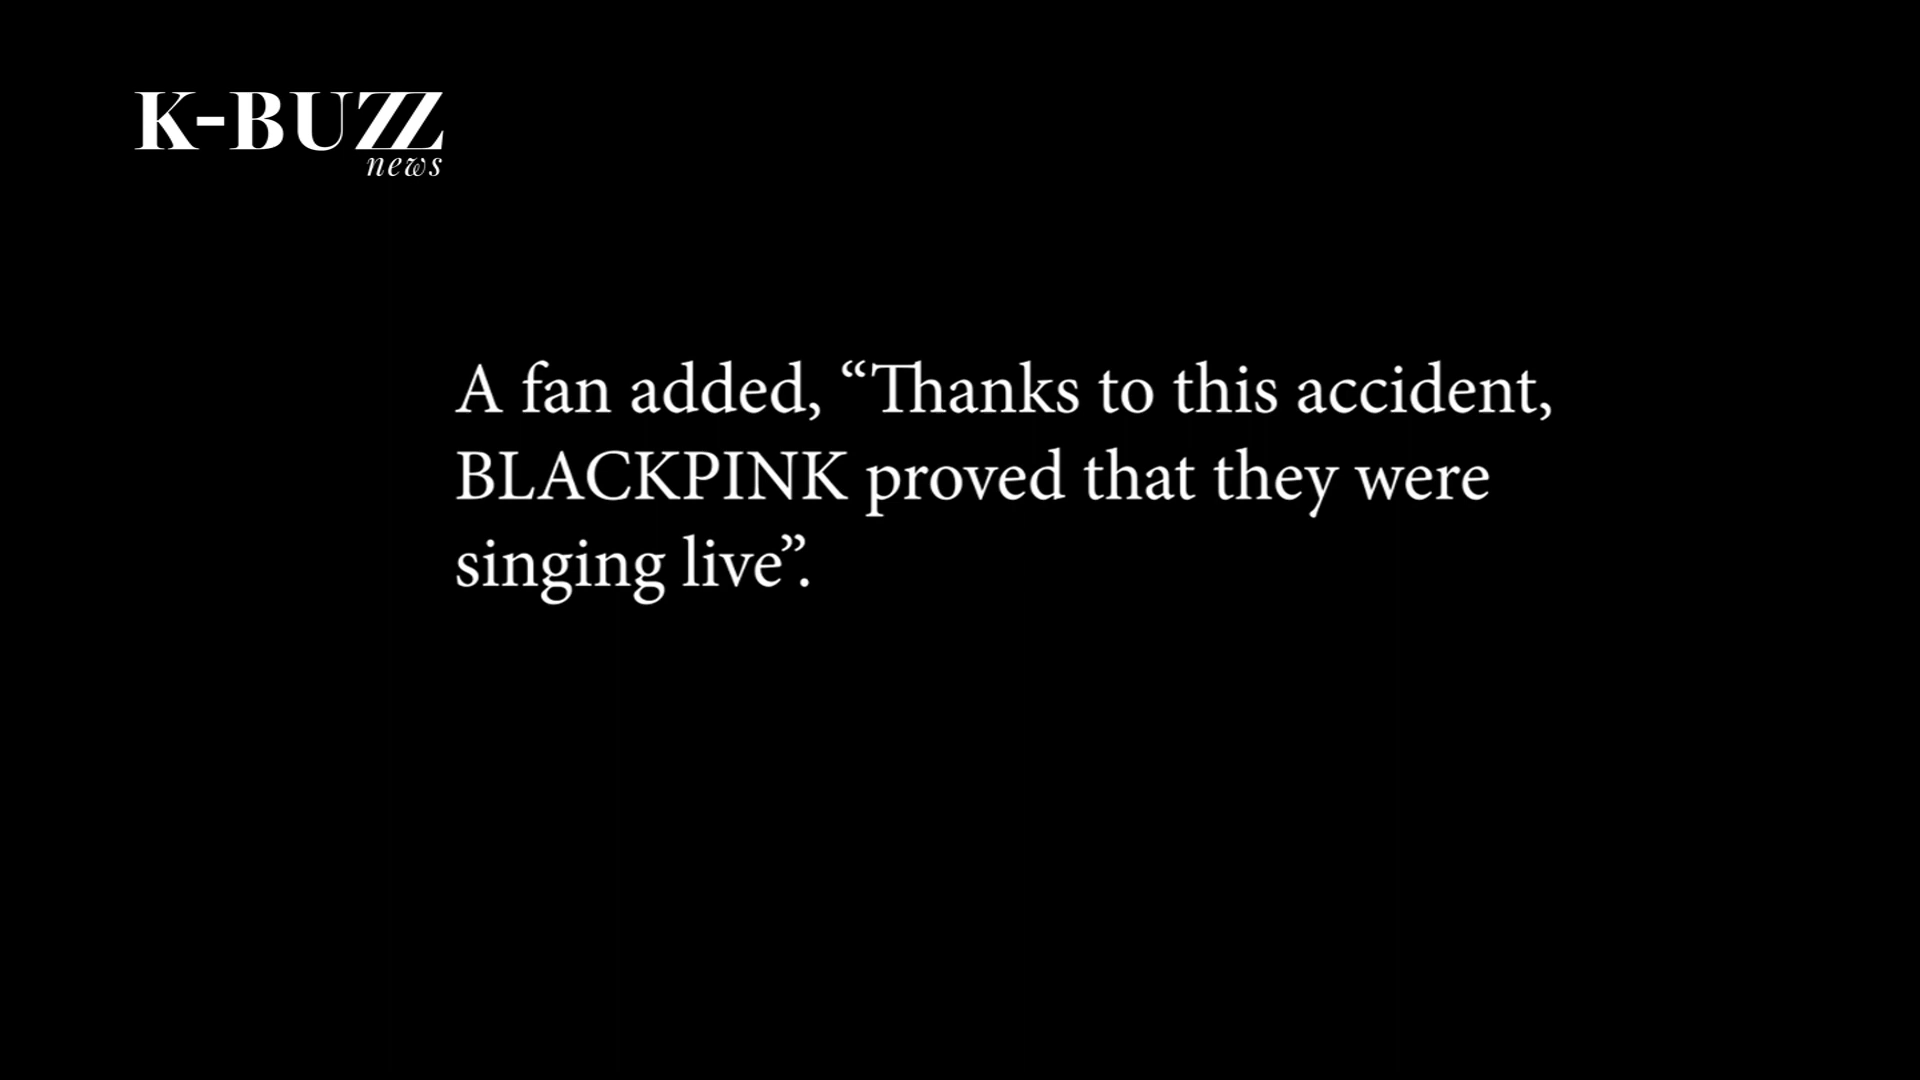 K-BUZZ
news
A fan added, “Thanks to this accident,
BLACKPINK proved that they were
singing live”.